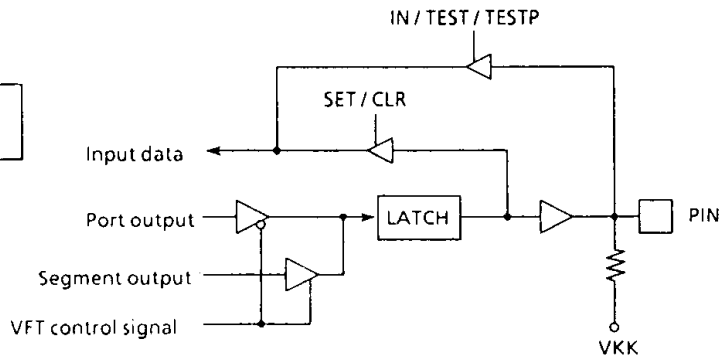 IN / TEST / TESTP
SET / CLR
Input data
Port output
LATCH
PIN
Segment output
VFT control signal
VKK